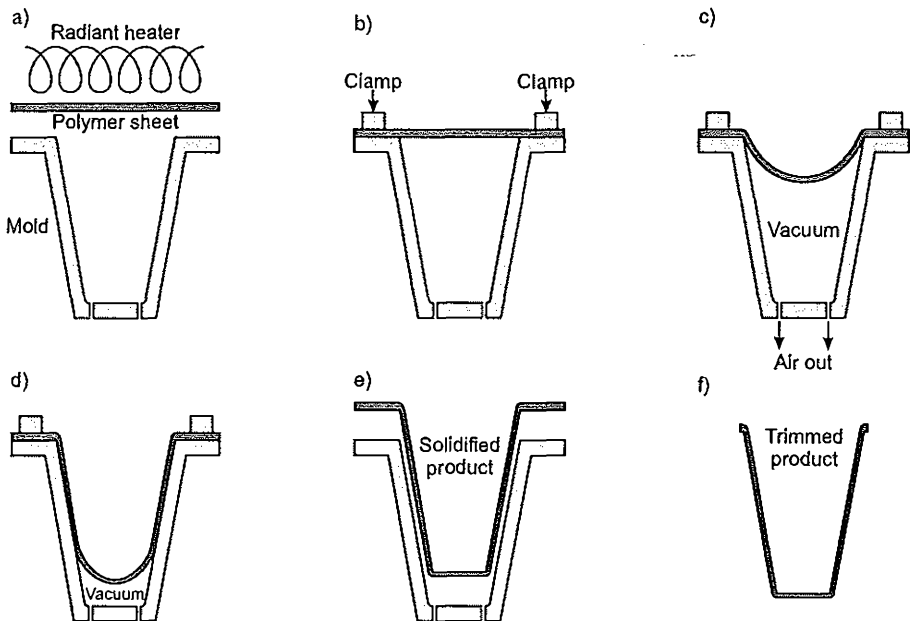 a)
Radiant heater
Polymer sheet
Mold
b)
Clamp
Clamp
c)
Vacuum
Air out
d)
Vacuum
e)
Solidified
product
f)
Trimmed
product